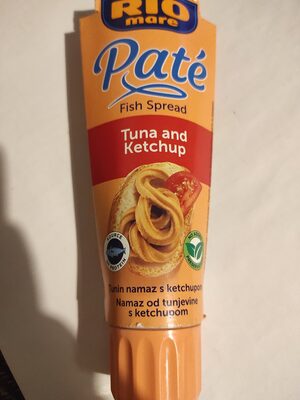 RIO
mare
Paté
Fish Spread
Tuna and
Ketchup
Tunin namaz s ketchupom
Namaz od tunjevine
s ketchupom